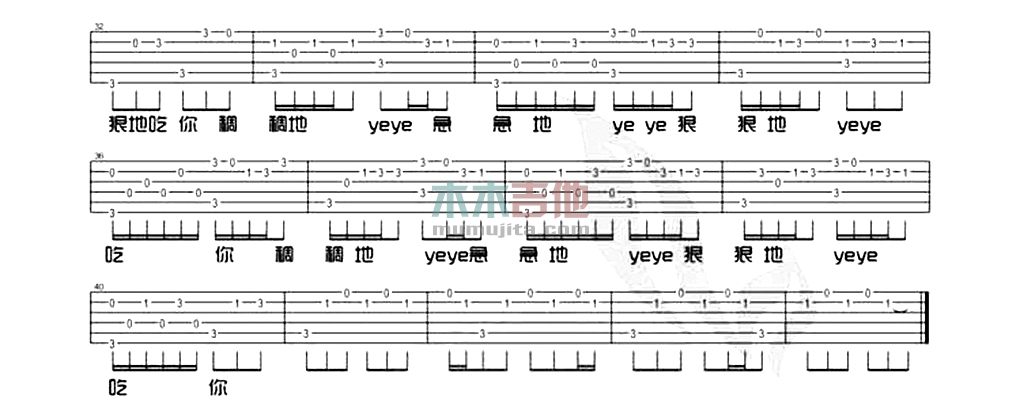 32
狠地吃 你 稠 稠地 yeye 急 急 地 ye ye 狠 狠 地 yeye
36
吃 你 稠 稠 地 yeye急 急地 yeye 狠 狠 地 yeye
木木吉他
mumujita.com
40
吃 你